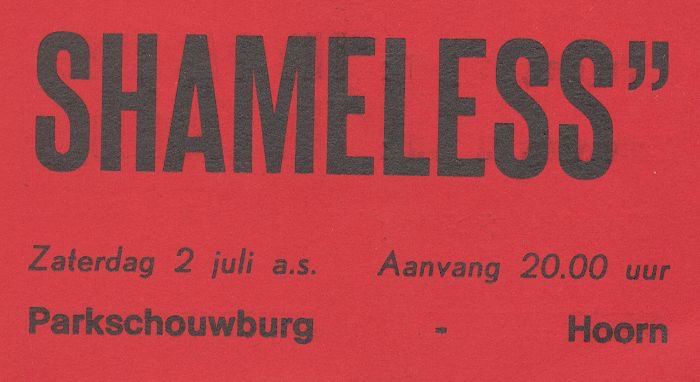 SHAMELESS”
Zaterdag 2 juli a.s. Aanvang 20.00 uur
Parkschouwburg - Hoorn